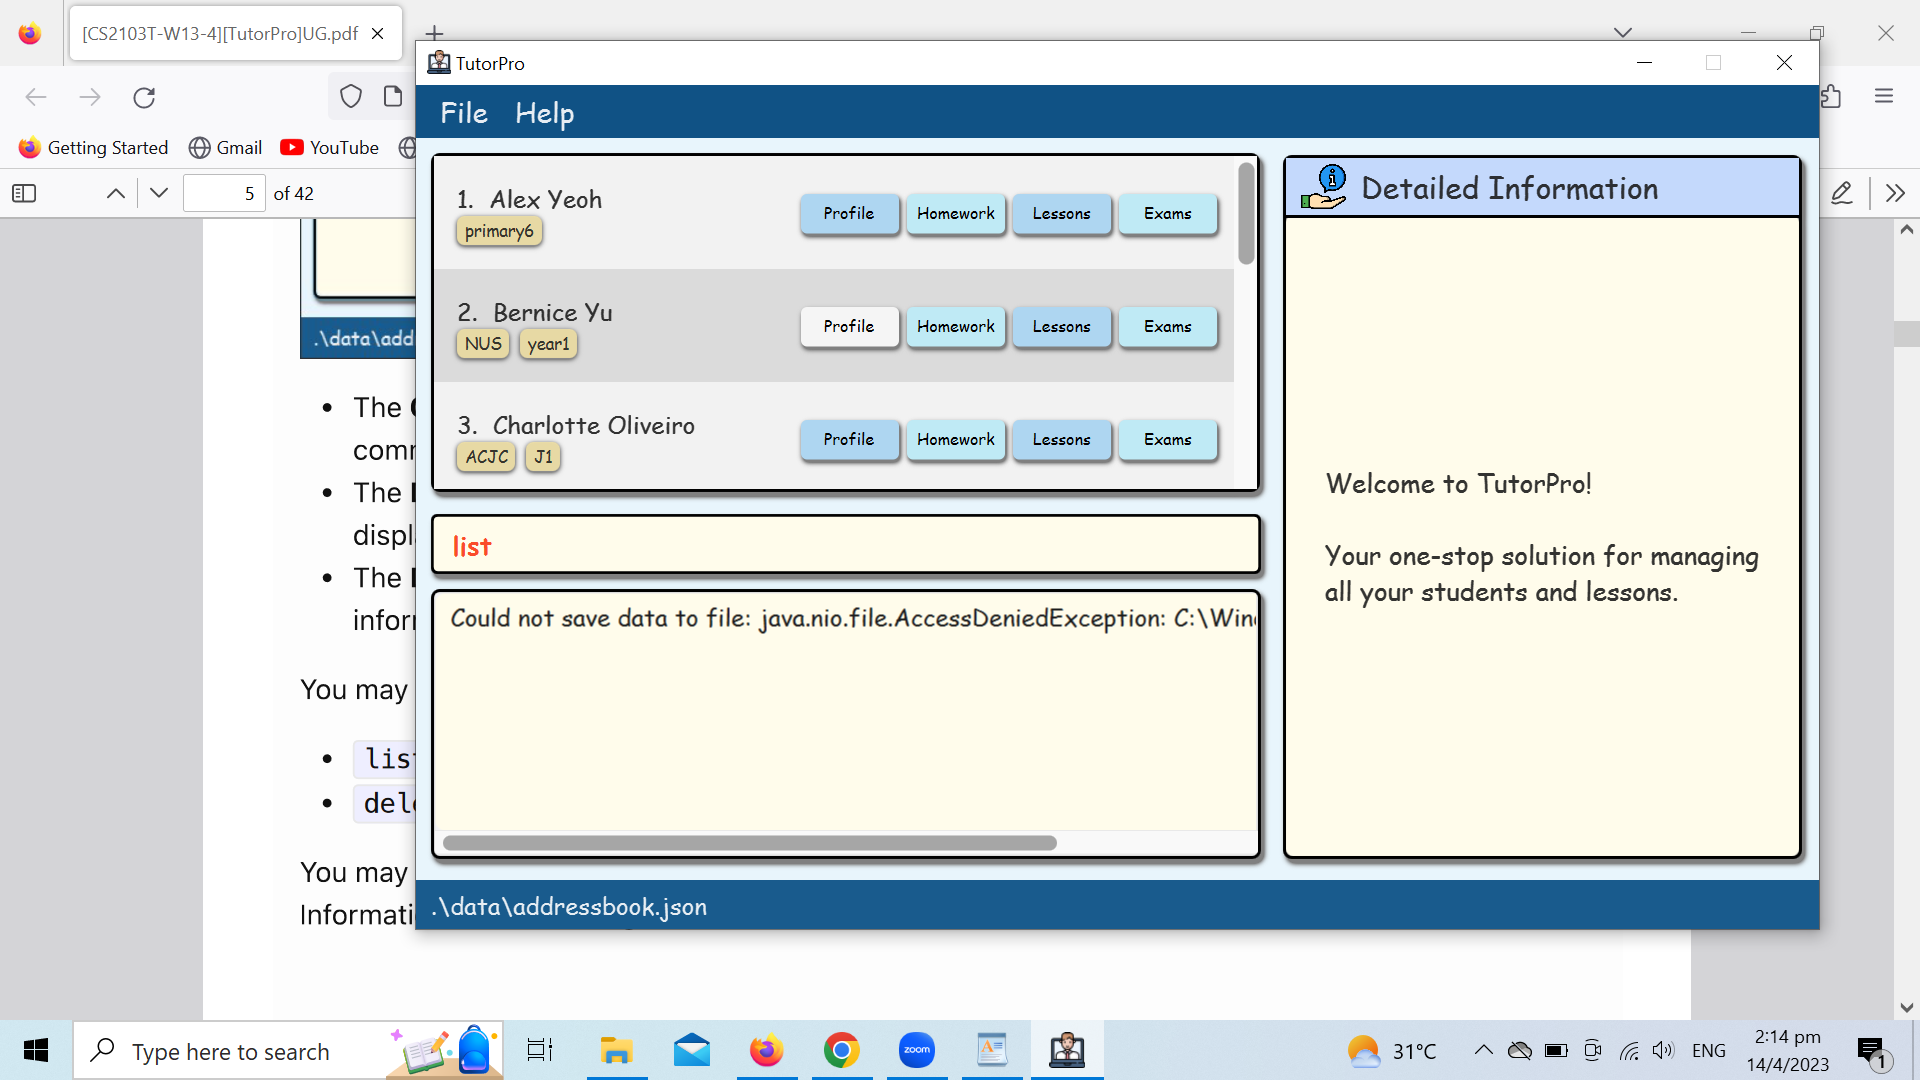 [CS2103T-W13-4][TutorPro]UG.pdf
TutorPro
File Help
Getting Started Gmail YouTube
5 of 42
1. Alex Yeoh
primary6
Profile Homework Lessons Exams
2. Bernice Yu
NUS year1
Profile Homework Lessons Exams
3. Charlotte Oliveiro
ACJC J1
Profile Homework Lessons Exams
list
Could not save data to file: java.nio.file.AccessDeniedException: C:\Win
.\data\addressbook.json
Detailed Information
Welcome to TutorPro!
Your one-stop solution for managing
all your students and lessons.
.\data\add
The
com
The
displ
The
infor
You may
lis
del
You may
Informati
Type here to search
31°C
ENG
2:14 pm
14/4/2023
1
zoom